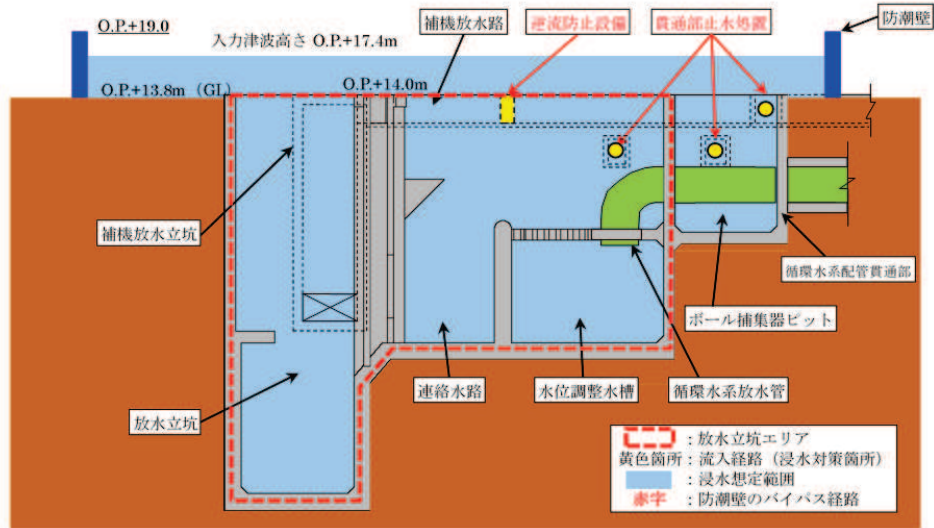 O.P.+19.0
補機放水路
逆流防止設備
貫通部止水処置
防潮壁
入力津波高さ O.P.+17.4m
O.P.+13.8m (GL)
O.P.+14.0m
補機放水立坑
循環水系配管貫通部
ボール捕集器ピット
放水立坑
連絡水路
水位調整水槽
循環水系放水管
：放水立坑エリア
黄色箇所：流入経路（浸水対策箇所）
：浸水想定範囲
赤字：防潮壁のバイパス経路